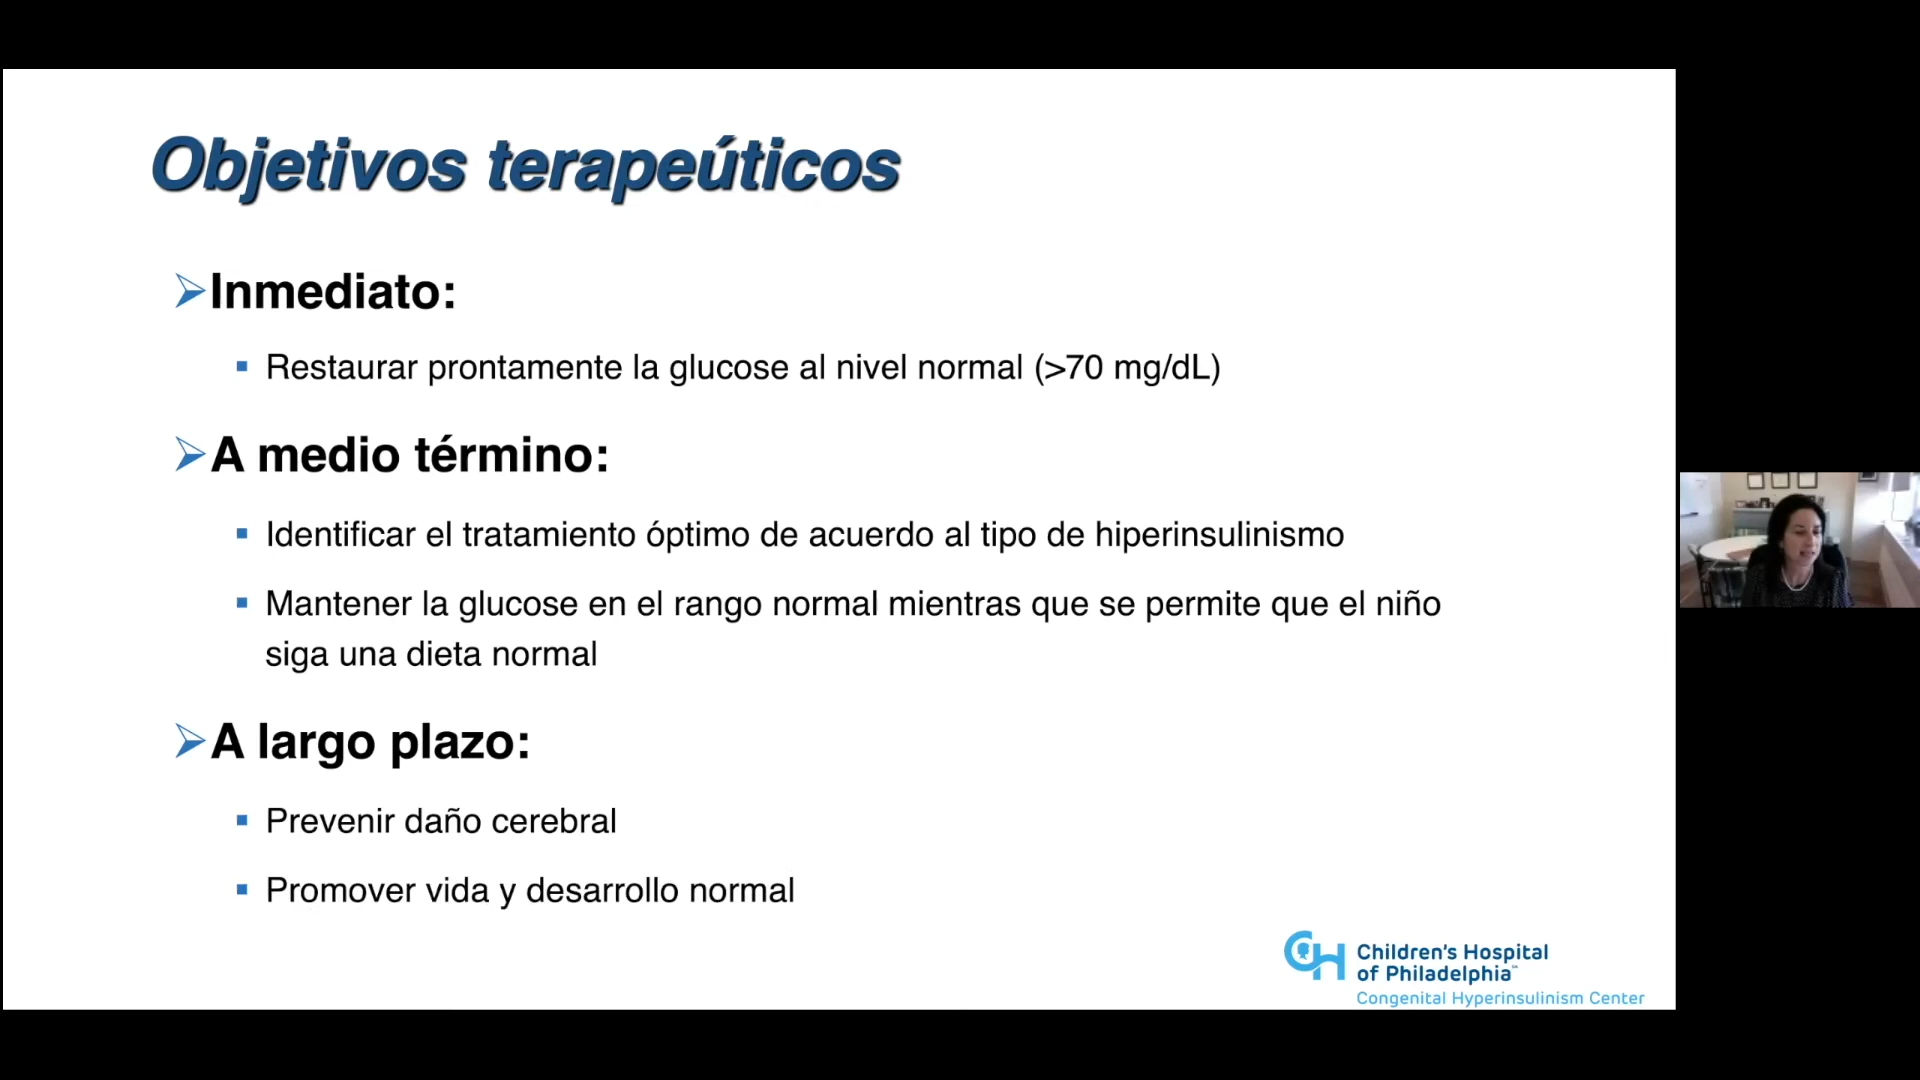 Objetivos terapeúticos
Inmediato:
Restaurar prontamente la glucose al nivel normal (>70 mg/dL)
A medio término:
Identificar el tratamiento óptimo de acuerdo al tipo de hiperinsulinismo
Mantener la glucose en el rango normal mientras que se permite que el niño
siga una dieta normal
A largo plazo:
Prevenir daño cerebral
Promover vida y desarrollo normal
CH
Children's Hospital
of Philadelphia
Congenital Hyperinsulinism Center